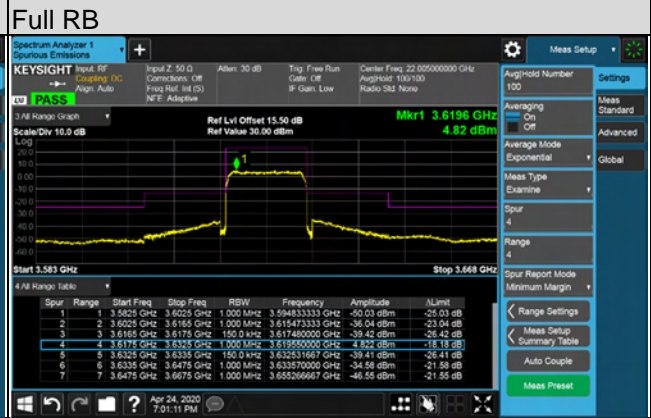 Full RB
Spectrum Analyzer 1
Spurious Emissions
Meas Setup
KEYSIGHT
Input: RF
Coupling: DC
Align: Auto
Input Z: 50 Ω
Corrections: Off
Freq Ref: Int (S)
NFE: Adaptive
Atten: 30 dB
Trig: Free Run
Gate: Off
IF Gain: Low
Center Freq: 22.005000000 GHz
Avg|Hold: 100/100
Radio Std: None
PASS
3 All Range Graph
Scale/Div 10.0 dB
Ref Lvl Offset 15.50 dB
Ref Value 30.00 dBm
Mkr1 3.6196 GHz
4.82 dBm
Log
20.0
10.0
0.00
-10.0
-20.0
-30.0
-40.0
-50.0
-60.0
1
Start 3.583 GHz
Stop 3.668 GHz
4 All Range Table
Spur Range Start Freq Stop Freq RBW Frequency Amplitude ΔLimit
1 1 3.5825 GHz 3.6025 GHz 1.000 MHz 3.594833333 GHz -50.03 dBm -25.03 dB
2 2 3.6025 GHz 3.6165 GHz 1.000 MHz 3.615473333 GHz -36.04 dBm -23.04 dB
3 3 3.6165 GHz 3.6175 GHz 150.0 kHz 3.617480000 GHz -39.42 dBm -26.42 dB
4 4 3.6175 GHz 3.6325 GHz 1.000 MHz 3.619550000 GHz 4.822 dBm -18.18 dB
5 5 3.6325 GHz 3.6335 GHz 150.0 kHz 3.632531667 GHz -39.41 dBm -26.41 dB
6 6 3.6335 GHz 3.6475 GHz 1.000 MHz 3.633570000 GHz -34.58 dBm -21.58 dB
7 7 3.6475 GHz 3.6675 GHz 1.000 MHz 3.655266667 GHz -46.55 dBm -21.55 dB
Avg|Hold Number
100
Averaging
On
Off
Average Mode
Exponential
Meas Type
Examine
Spur
4
Range
4
Spur Report Mode
Minimum Margin
Range Settings
Meas Setup
Summary Table
Auto Couple
Meas Preset
Settings
Meas
Standard
Advanced
Global
Apr 24, 2020
7:01:11 PM